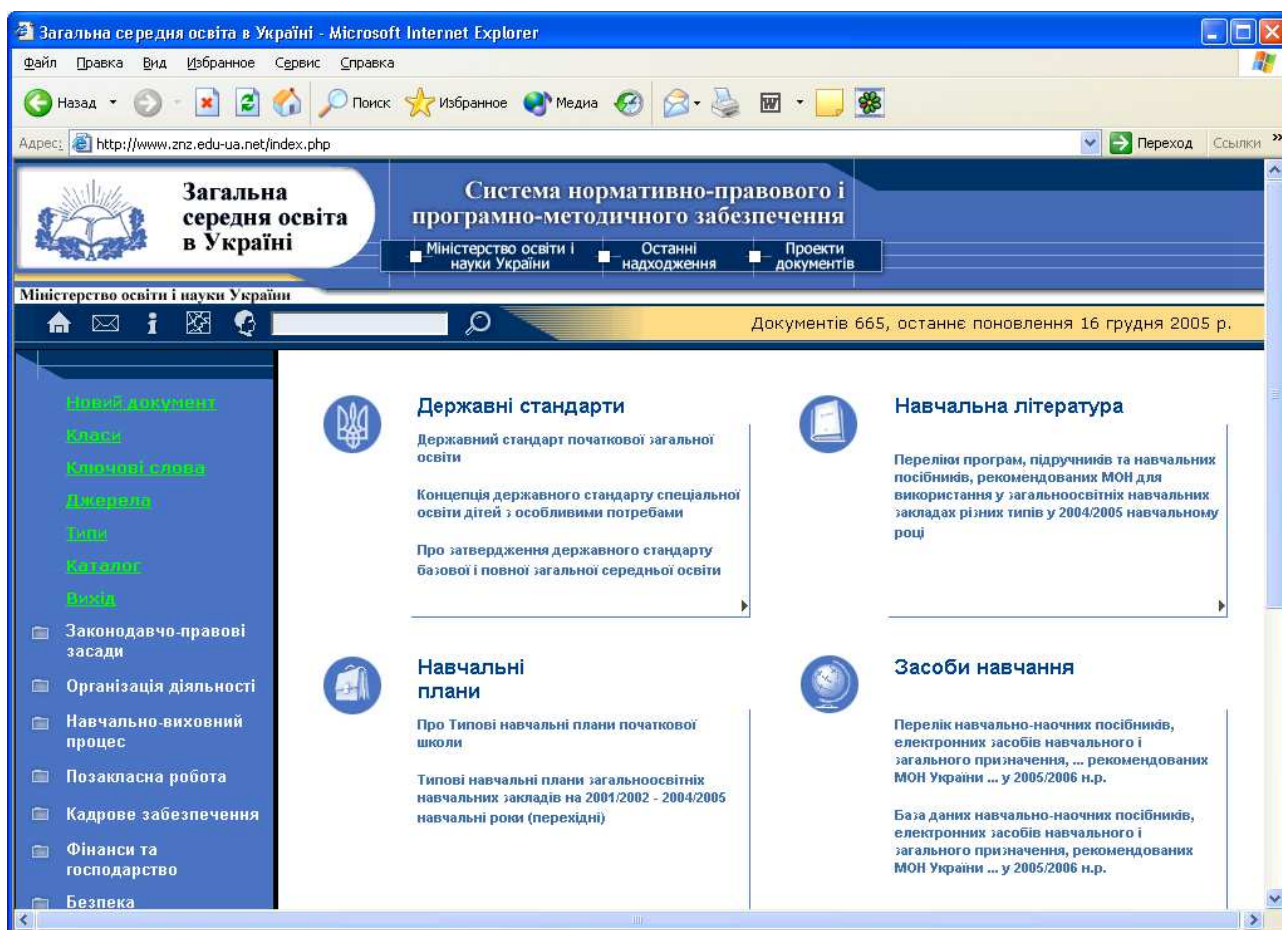 Загальна середня освіта в Україні - Microsoft Internet Explorer
Файл Правка Вид Избранное Сервис Справка
Назад Поиск Избранное Медиа
Адрес: http://www.znz.edu-ua.net/index.php Переход Ссылки »
Загальна
середня освіта
в Україні
Система нормативно-правового і
програмно-методичного забезпечення
Міністерство освіти і
науки України
Останні
надходження
Проекти
документів
Міністерство освіти і науки України
Документів 665, останнє поновлення 16 грудня 2005 р.
Новий документ
Класи
Ключові слова
Джерела
Типи
Каталог
Вихід
Законодавчо-правові
засади
Організація діяльності
Навчально-виховний
процес
Позакласна робота
Кадрове забезпечення
Фінанси та
господарство
Безпека
Державні стандарти
Державний стандарт початкової загальної
освіти
Концепція державного стандарту спеціальної
освіти дітей з особливими потребами
Про затвердження державного стандарту
базової і повної загальної середньої освіти
Навчальна література
Переліки програм, підручників та навчальних
посібників, рекомендованих МОН для
використання у загальноосвітніх навчальних
закладах різних типів у 2004/2005 навчальному
році
Навчальні
плани
Про Типові навчальні плани початкової
школи
Типові навчальні плани загальноосвітніх
навчальних закладів на 2001/2002 - 2004/2005
навчальні роки (перехідні)
Засоби навчання
Перелік навчально-наочних посібників,
електронних засобів навчального і
загального призначення, ... рекомендованих
МОН України ... у 2005/2006 н.р.
База даних навчально-наочних посібників,
електронних засобів навчального і
загального призначення, рекомендованих
МОН України ... у 2005/2006 н.р.